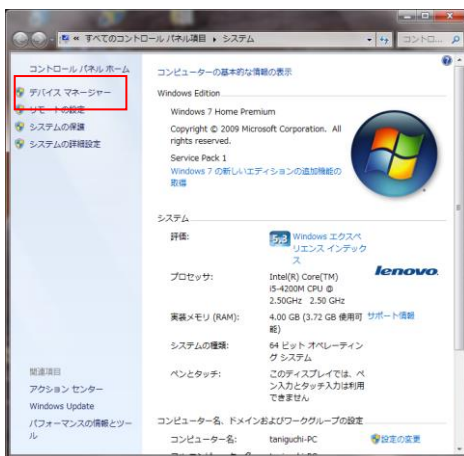 « すべてのコントロール パネル項目 ▸ システム
コントロ...
コントロール パネル ホーム
デバイス マネージャー
リモートの設定
システムの保護
システムの詳細設定
関連項目
アクション センター
Windows Update
パフォーマンスの情報とツー
ル
コンピューターの基本的な情報の表示
Windows Edition
Windows 7 Home Premium
Copyright © 2009 Microsoft Corporation. All
rights reserved.
Service Pack 1
Windows 7 の新しいエディションの追加機能の
取得
システム
評価:
5.3 Windows エクスペ
リエンス インデック
ス
lenovo
プロセッサ:
Intel(R) Core(TM)
i5-4200M CPU @
2.50GHz 2.50 GHz
実装メモリ (RAM):
4.00 GB (3.72 GB 使用可
能)
サポート情報
システムの種類:
64 ビット オペレーティン
グ システム
ペンとタッチ:
このディスプレイでは、ペ
ン入力とタッチ入力は利用
できません
コンピューター名、ドメインおよびワークグループの設定
コンピューター名:
taniguchi-PC
設定の変更